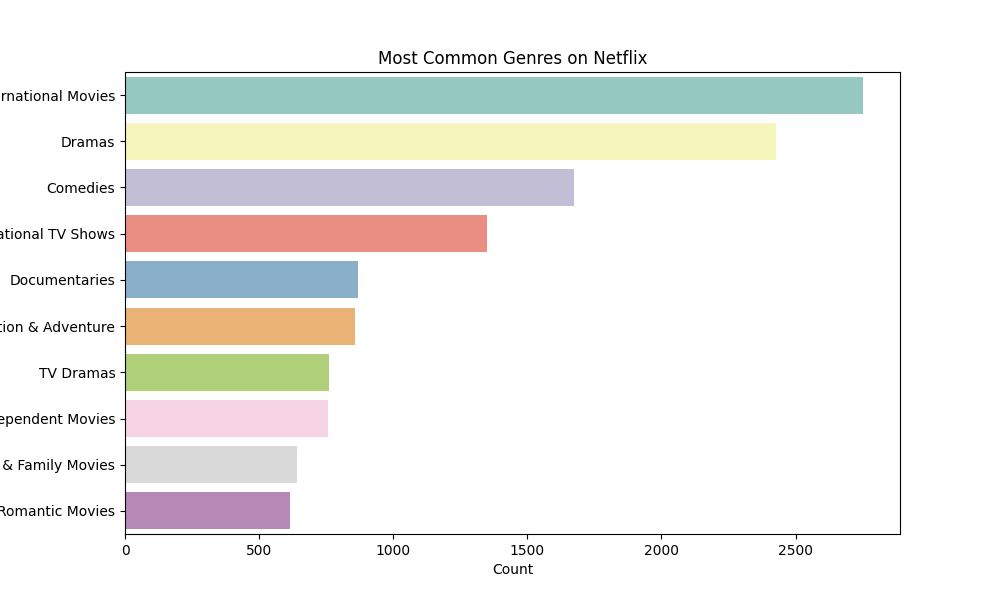 Most Common Genres on Netflix
rnational Movies
Dramas
Comedies
ational TV Shows
Documentaries
tion & Adventure
TV Dramas
ependent Movies
& Family Movies
Romantic Movies
0 500 1000 1500 2000 2500
Count